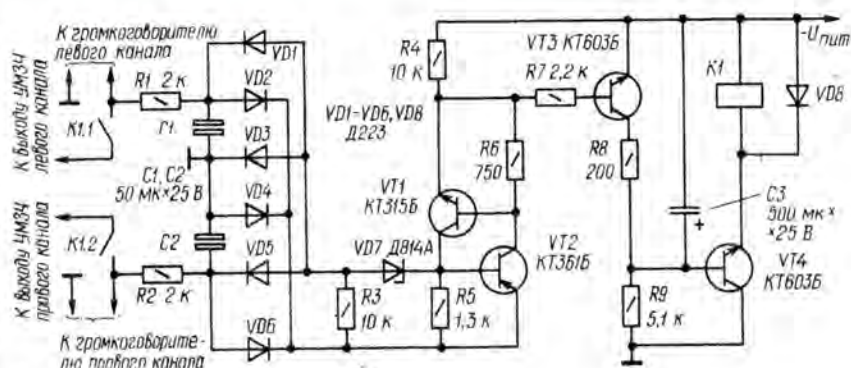 К громкоговорителю
левого канала
R1 2 к
VD1
VD2
C1
K1.1
К выходу УМЗЧ
левого канала
VD3
C1, C2
50 мк×25 В
VD4
К выходу УМЗЧ
правого канала
K1.2
C2
VD5
R2 2 к
VD6
К громкоговорите-
лю правого канала
R3
10 к
VD7 Д814А
R4
10 к
VD1-VD6, VD8
Д223
VT1
КТ315Б
R5
1,3 к
R6
750
VT2
КТ361Б
R7 2,2 к
VT3 КТ603Б
R8
200
R9
5,1 к
K1
VD8
-Uпит
C3
500 мк×
×25 В
+
VT4
КТ603Б